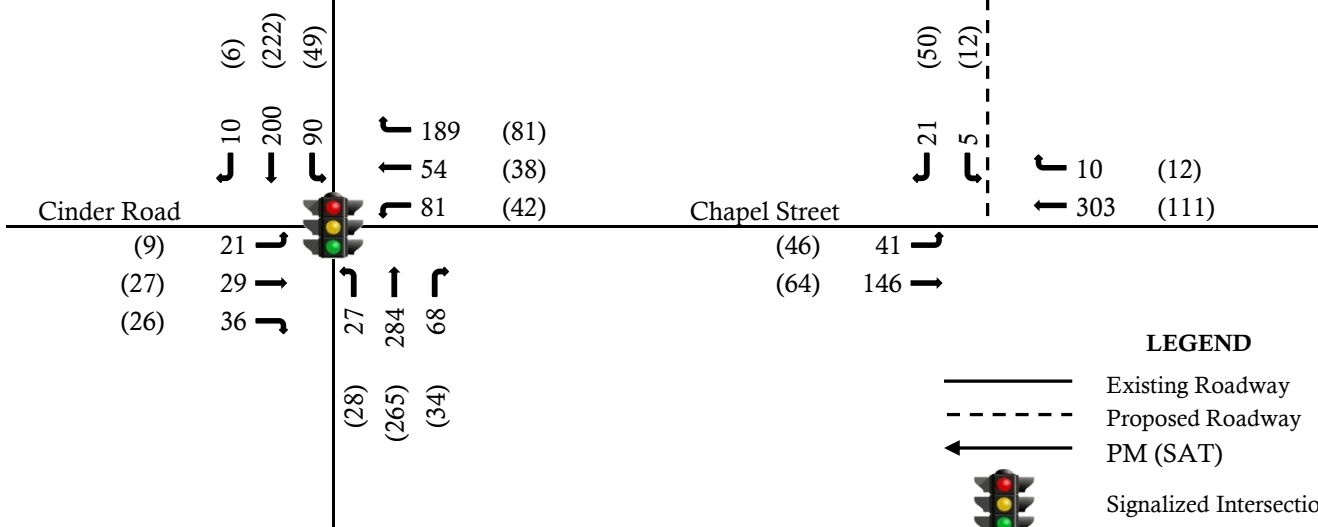 (6) (222) (49)
10 200 90
189 (81)
54 (38)
81 (42)
Cinder Road
(9) 21
(27) 29
(26) 36
27 284 68
(28) (265) (34)
(50) (12)
21 5
10 (12)
303 (111)
Chapel Street
(46) 41
(64) 146
LEGEND
Existing Roadway
Proposed Roadway
PM (SAT)
Signalized Intersectio